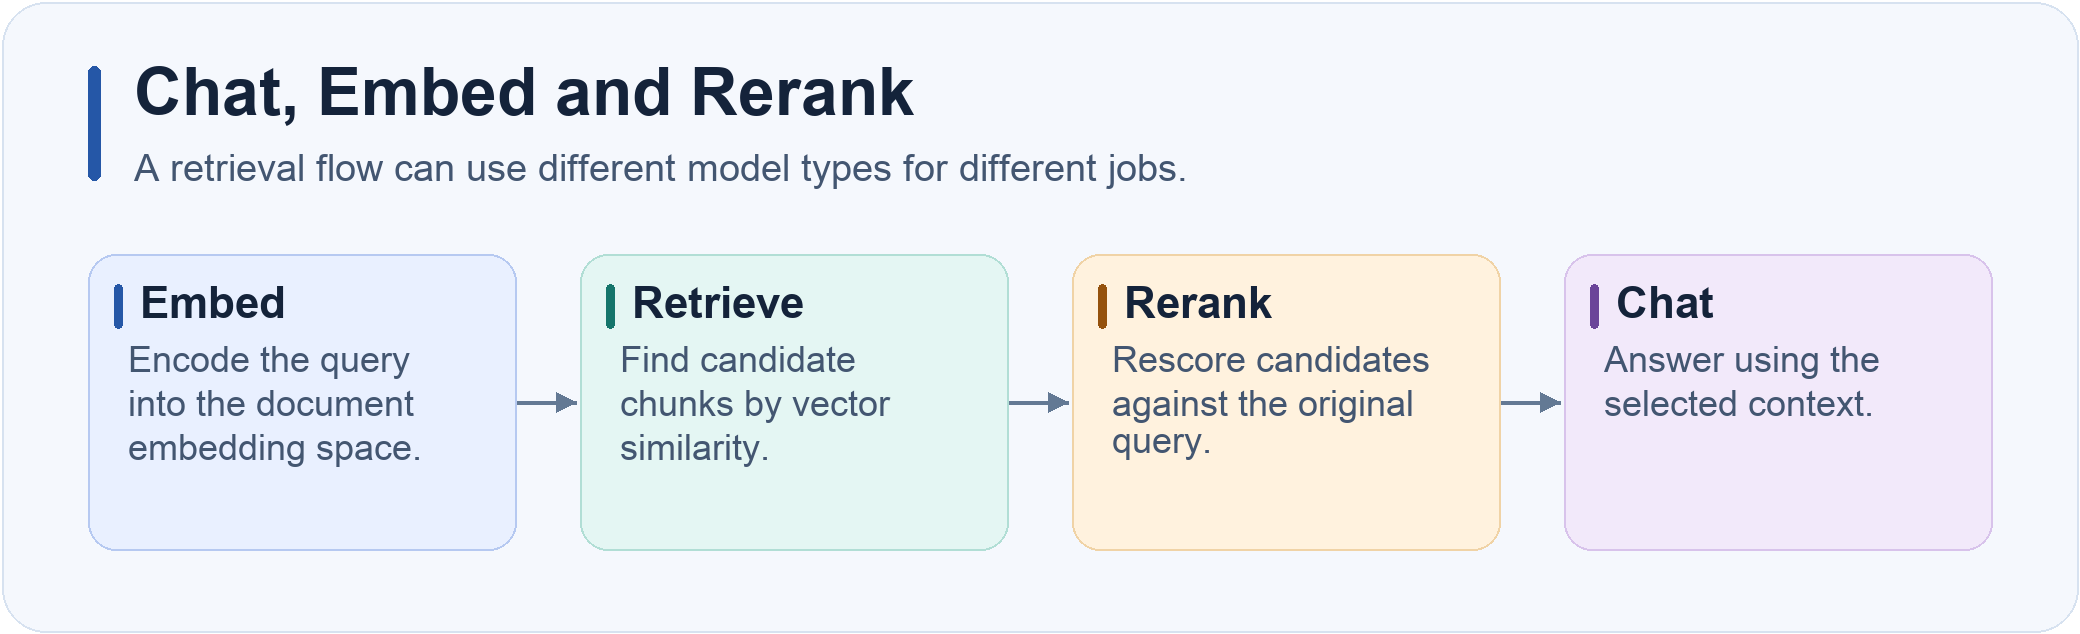 Chat, Embed and Rerank
A retrieval flow can use different model types for different jobs.
Embed
Encode the query
into the document
embedding space.
Retrieve
Find candidate
chunks by vector
similarity.
Rerank
Rescore candidates
against the original
query.
Chat
Answer using the
selected context.